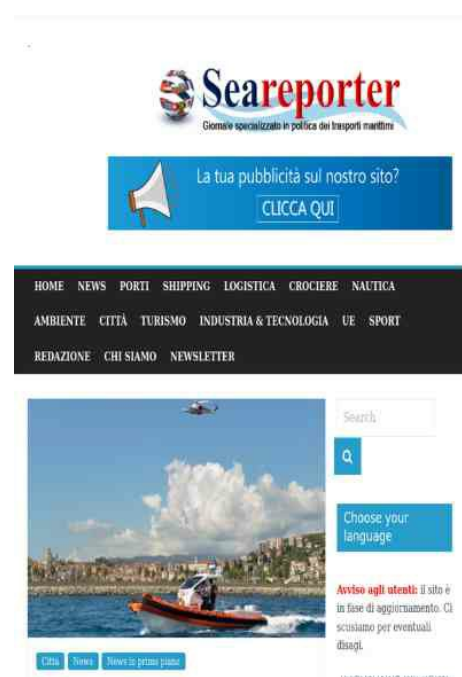 Seareporter
Giornale specializzato in politica dei trasporti marittimi
La tua pubblicità sul nostro sito?
CLICCA QUI
HOME NEWS PORTI SHIPPING LOGISTICA CROCIERE NAUTICA
AMBIENTE CITTÀ TURISMO INDUSTRIA & TECNOLOGIA UE SPORT
REDAZIONE CHI SIAMO NEWSLETTER
Search
Choose your
language
Avviso agli utenti: il sito è
in fase di aggiornamento. Ci
scusiamo per eventuali
disagi.
Città News News in primo piano